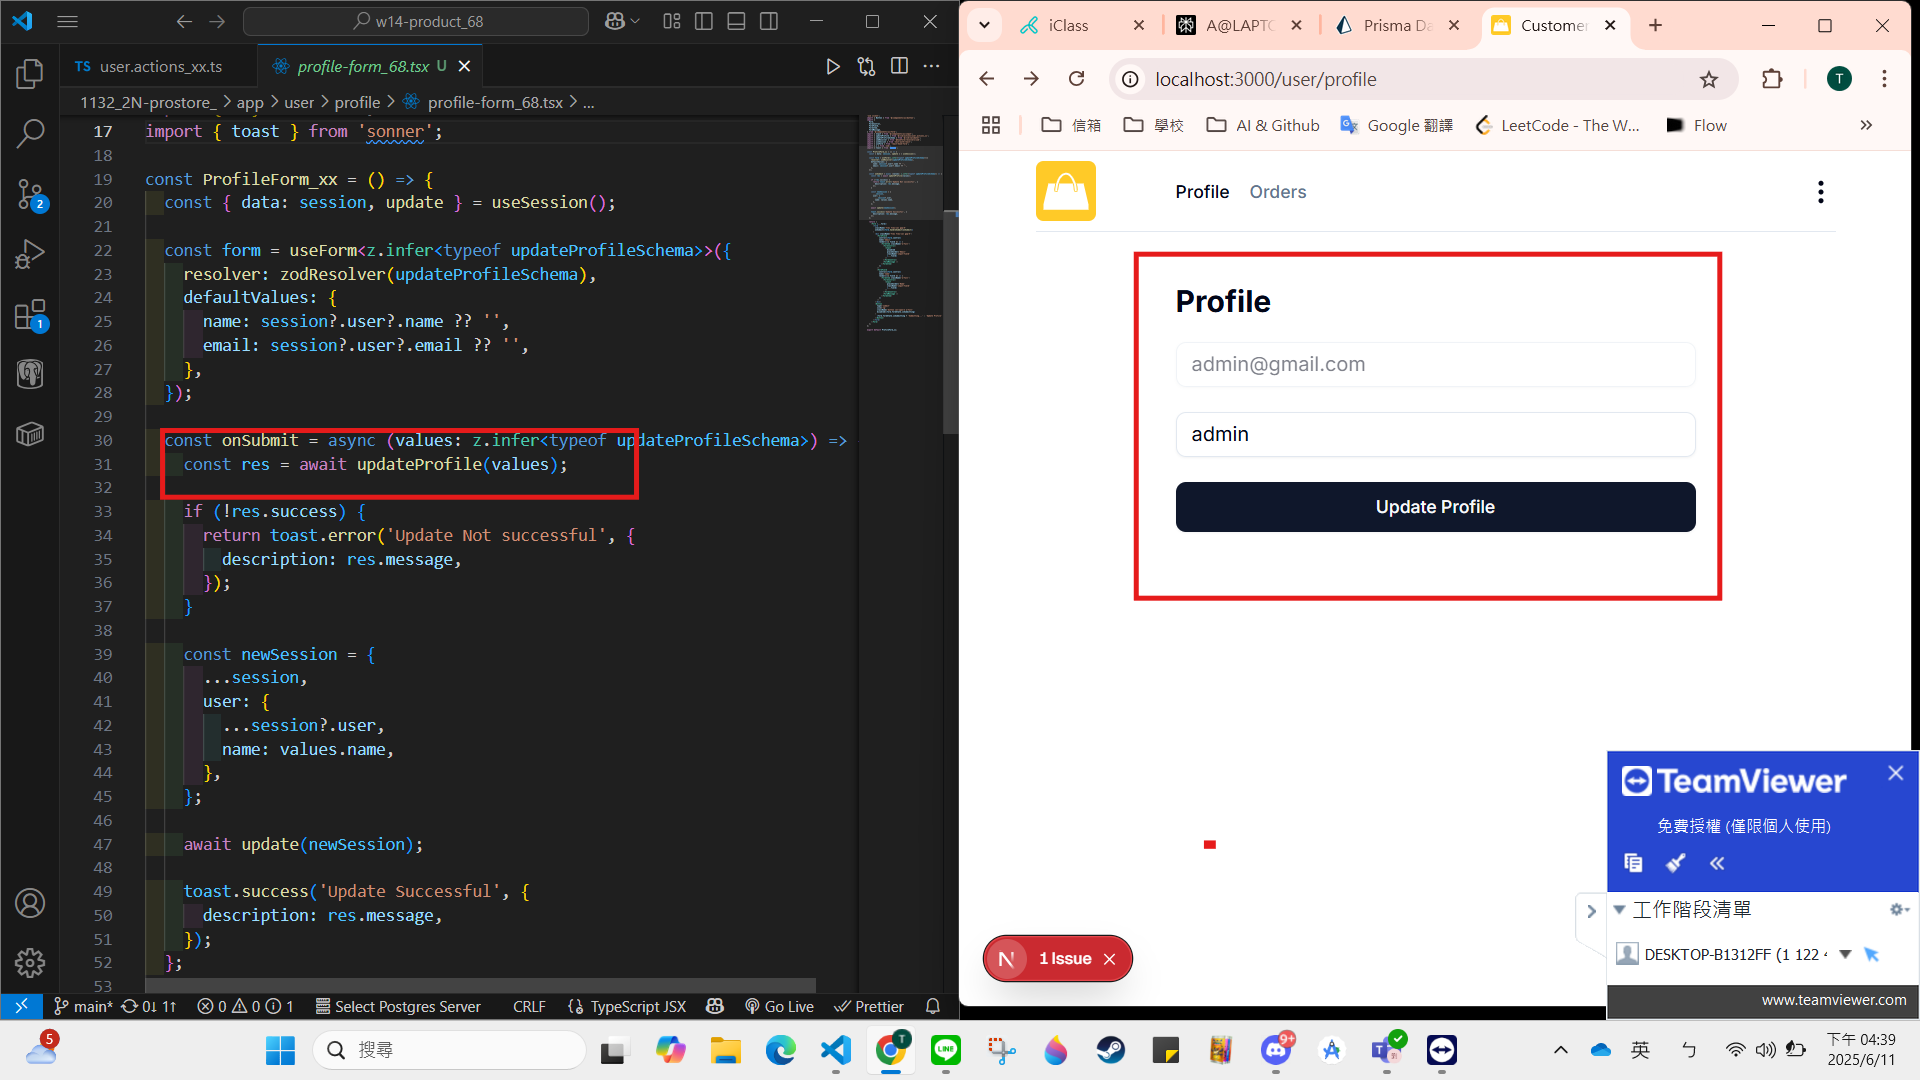 w14-product_68
TS user.actions_xx.ts
profile-form_68.tsx U
1132_2N-prostore_ > app > user > profile > profile-form_68.tsx > ...
17 import { toast } from 'sonner';
18
19 const ProfileForm_xx = () => {
20 const { data: session, update } = useSession();
21
22 const form = useForm<z.infer<typeof updateProfileSchema>>({
23 resolver: zodResolver(updateProfileSchema),
24 defaultValues: {
25 name: session?.user?.name ?? '',
26 email: session?.user?.email ?? '',
27 },
28 });
29
30 const onSubmit = async (values: z.infer<typeof updateProfileSchema>) =>
31 const res = await updateProfile(values);
32
33 if (!res.success) {
34 return toast.error('Update Not successful', {
35 description: res.message,
36 });
37 }
38
39 const newSession = {
40 ...session,
41 user: {
42 ...session?.user,
43 name: values.name,
44 },
45 };
46
47 await update(newSession);
48
49 toast.success('Update Successful', {
50 description: res.message,
51 });
52 };
53
2
1
main* 0↓ 1↑ 0 0 1 Select Postgres Server CRLF {} TypeScript JSX Go Live Prettier
iClass
A@LAPTO
Prisma Da
Customer
localhost:3000/user/profile
T
信箱
學校
AI & Github
Google 翻譯
LeetCode - The W...
Flow
Profile Orders
Profile
admin@gmail.com
admin
Update Profile
N 1 Issue
TeamViewer
免費授權 (僅限個人使用)
工作階段清單
DESKTOP-B1312FF (1 122
www.teamviewer.com
5
搜尋
T
LINE
9+
英
ㄅ
下午 04:39
2025/6/11